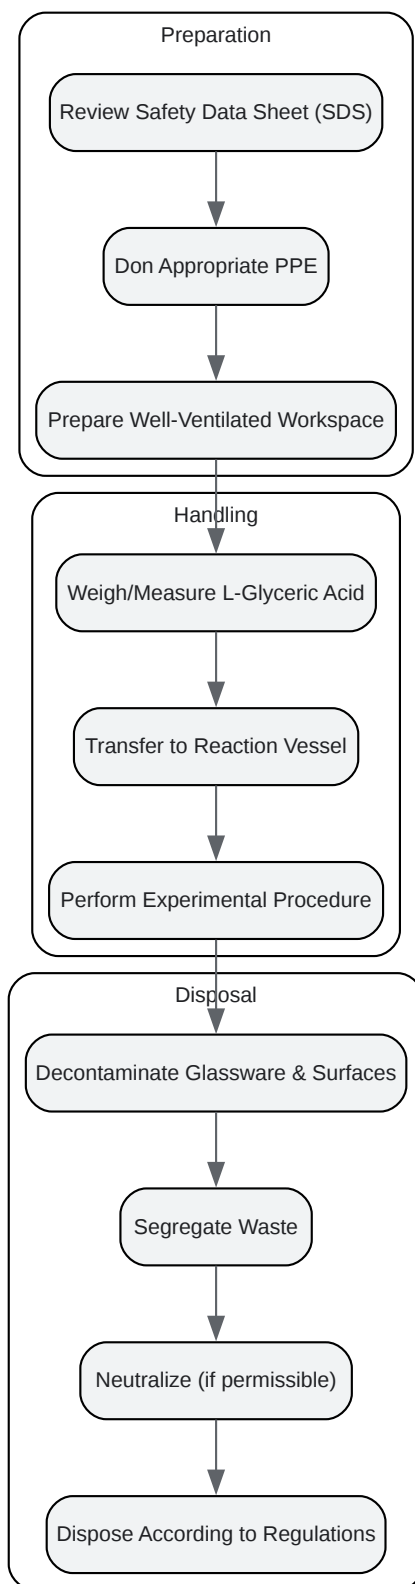 Preparation
Review Safety Data Sheet (SDS)
Don Appropriate PPE
Prepare Well-Ventilated Workspace
Handling
Weigh/Measure L-Glyceric Acid
Transfer to Reaction Vessel
Perform Experimental Procedure
Disposal
Decontaminate Glassware & Surfaces
Segregate Waste
Neutralize (if permissible)
Dispose According to Regulations